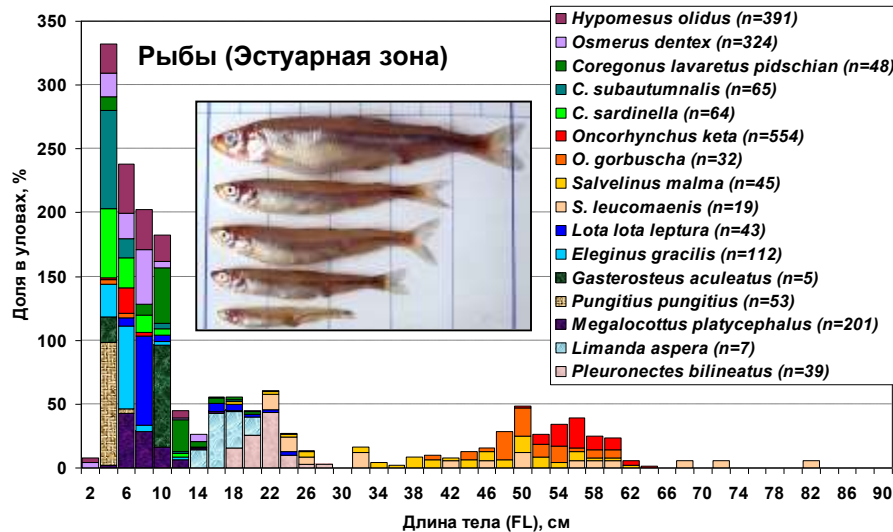 Рыбы (Эстуарная зона)
Доля в уловах, %
350
300
250
200
150
100
50
0
2 6 10 14 18 22 26 30 34 38 42 46 50 54 58 62 68 74 78 82 86 90
Длина тела (FL), см
Hypomesus olidus (n=391)
Osmerus dentex (n=324)
Coregonus lavaretus pidschian (n=48)
C. subautumnalis (n=65)
C. sardinella (n=64)
Oncorhynchus keta (n=554)
O. gorbuscha (n=32)
Salvelinus malma (n=45)
S. leucomaenis (n=19)
Lota lota leptura (n=43)
Eleginus gracilis (n=112)
Gasterosteus aculeatus (n=5)
Pungitius pungitius (n=53)
Megalocottus platycephalus (n=201)
Limanda aspera (n=7)
Pleuronectes bilineatus (n=39)